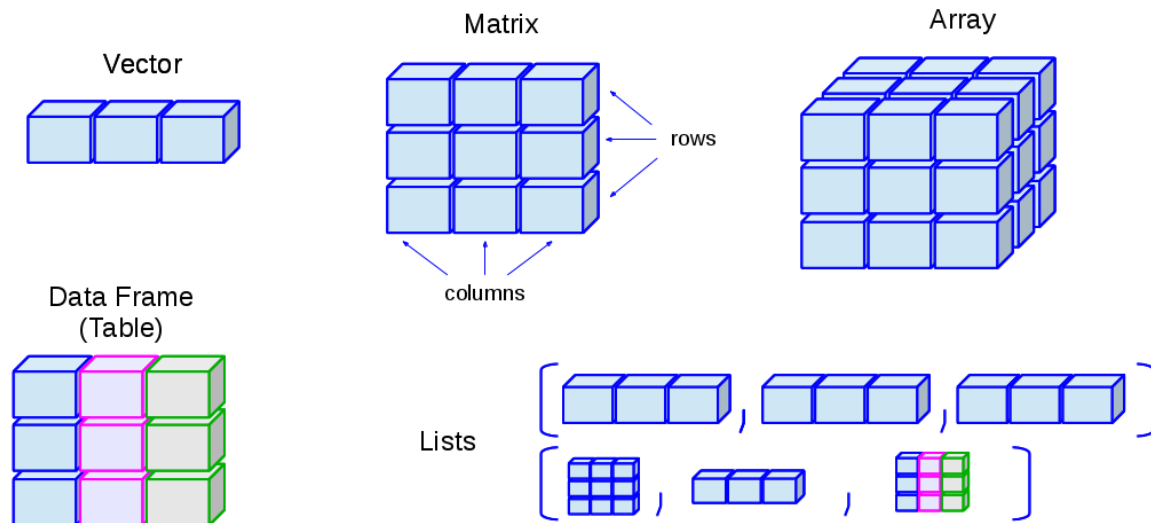 Vector
Matrix
Array
rows
columns
Data Frame
(Table)
Lists